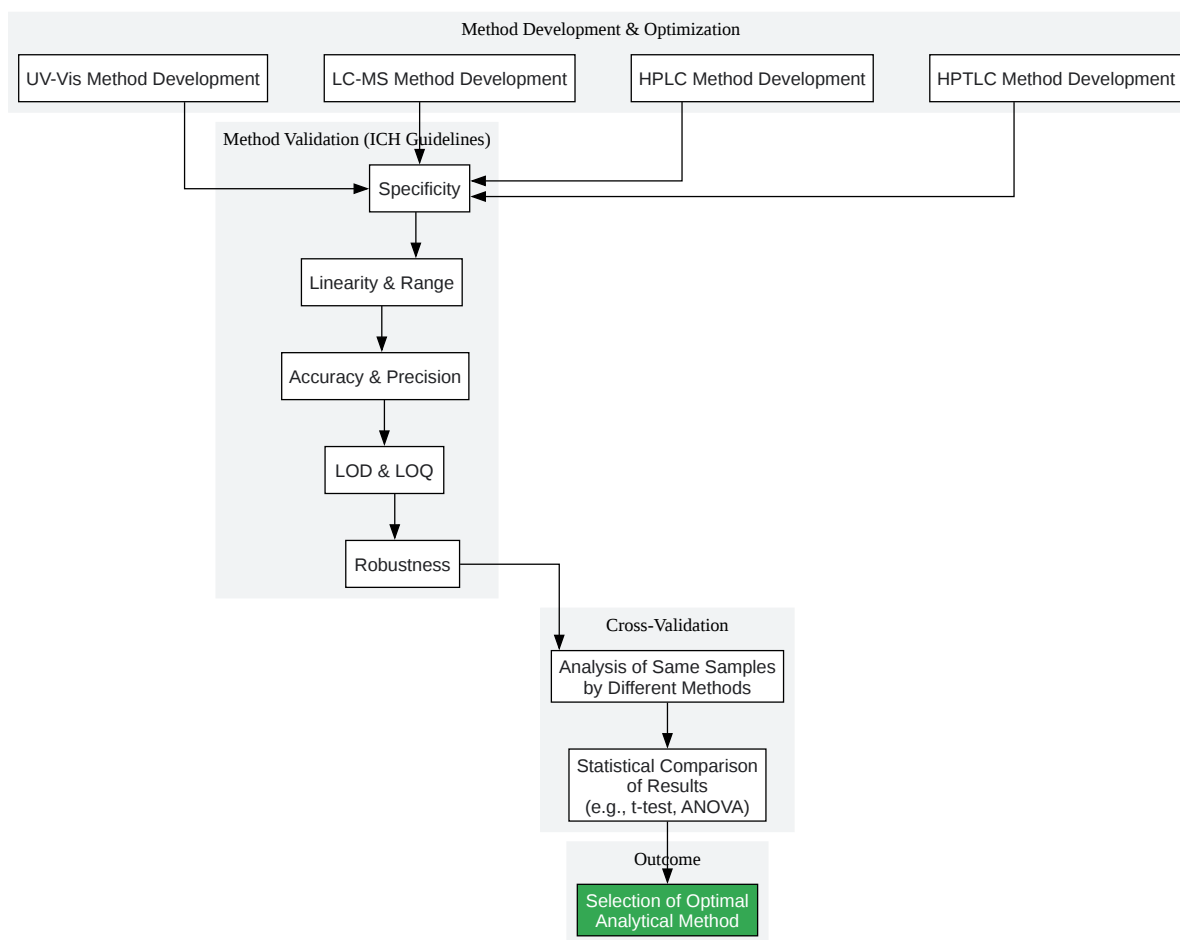 Method Development & Optimization
UV-Vis Method Development
LC-MS Method Development
HPLC Method Development
HPTLC Method Development
Method Validation (ICH Guidelines)
Specificity
Linearity & Range
Accuracy & Precision
LOD & LOQ
Robustness
Cross-Validation
Analysis of Same Samples
by Different Methods
Statistical Comparison
of Results
(e.g., t-test, ANOVA)
Outcome
Selection of Optimal
Analytical Method